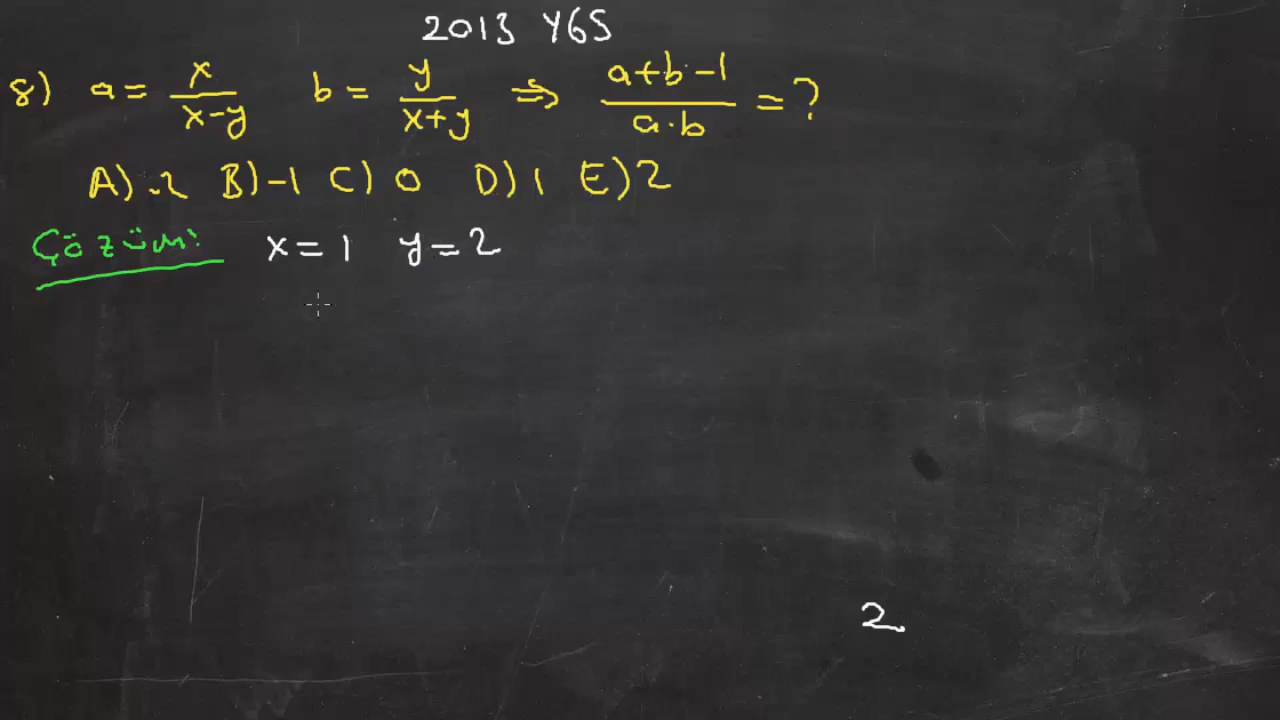 2013 YGS
8) a = x/(x-y) b = y/(x+y) ⇒ (a+b-1)/(a·b) = ?
A) -2 B) -1 C) 0 D) 1 E) 2
Çözüm: x = 1 y = 2
2